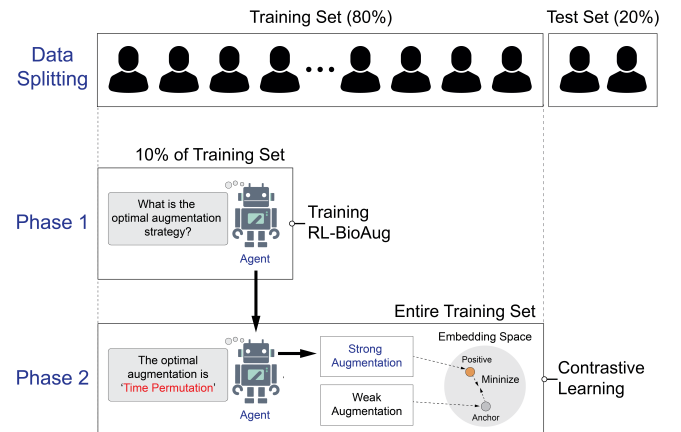 Training Set (80%)
Test Set (20%)
Data
Splitting
10% of Training Set
Phase 1
What is the
optimal augmentation
strategy?
Agent
Training
RL-BioAug
Entire Training Set
Phase 2
The optimal
augmentation is
‘Time Permutation’
Agent
Strong
Augmentation
Weak
Augmentation
Embedding Space
Positive
Mininize
Anchor
Contrastive
Learning